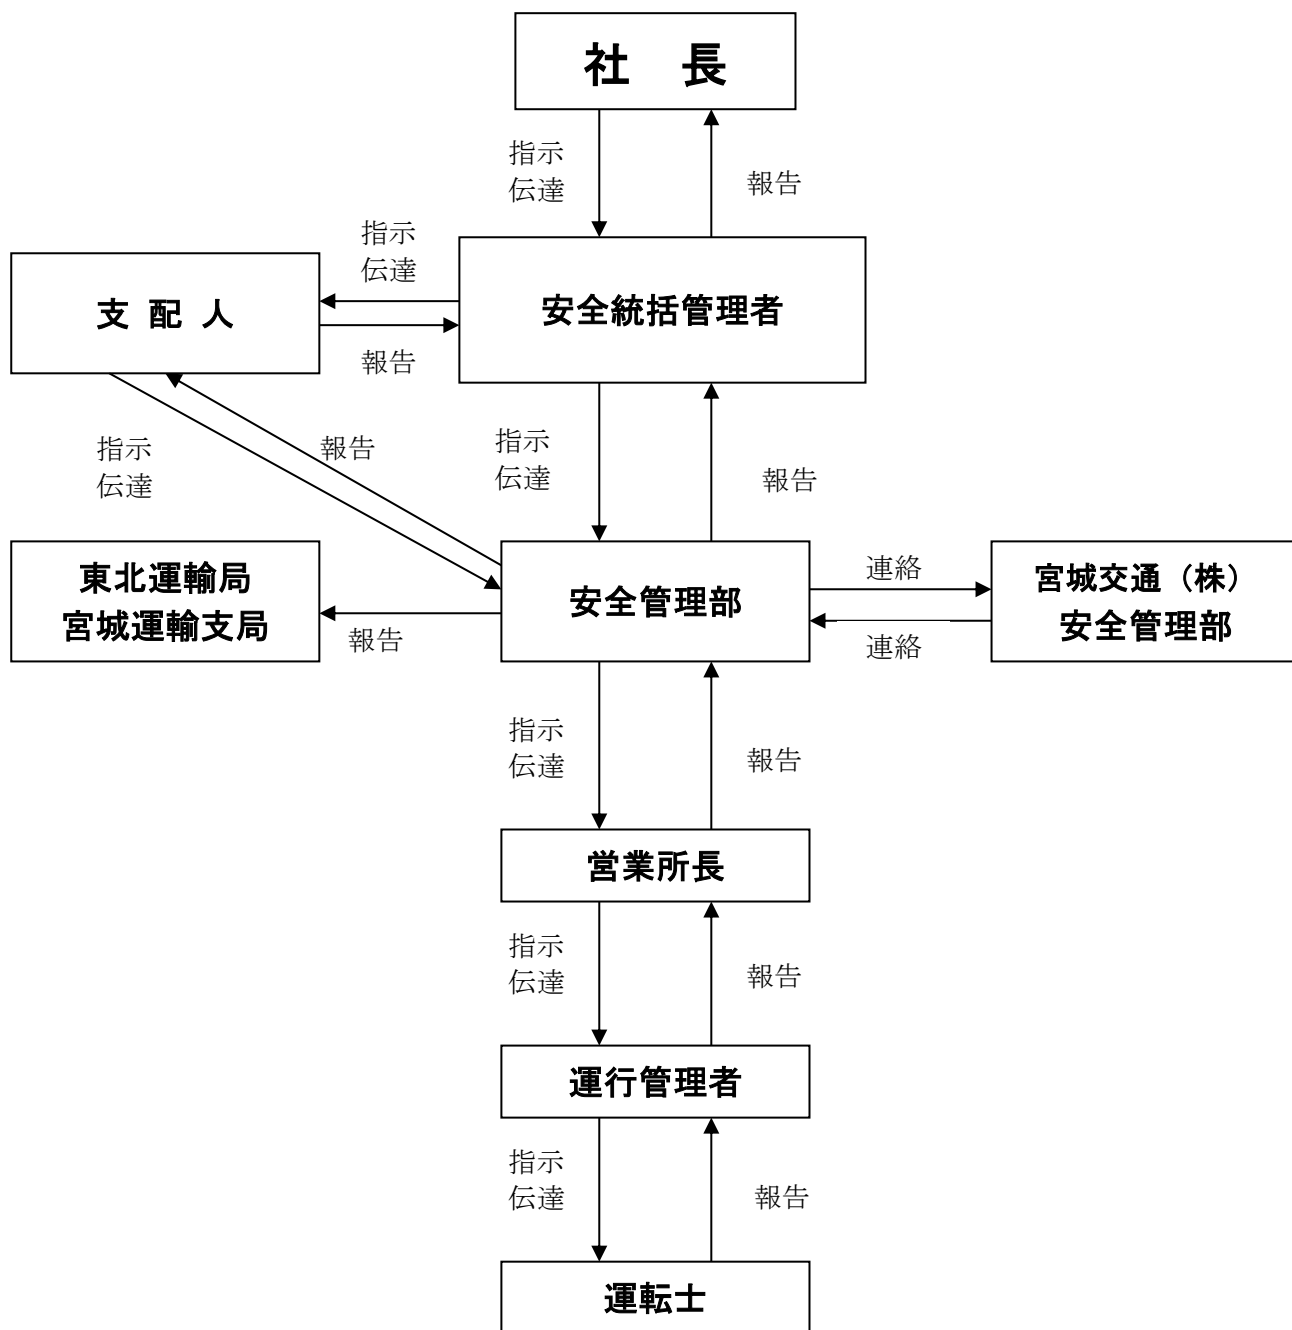 社　長
指示
伝達
報告
指示
伝達
支 配 人
安全統括管理者
報告
指示
伝達
報告
指示
伝達
報告
東北運輸局
宮城運輸支局
報告
安全管理部
連絡
連絡
宮城交通（株）
安全管理部
指示
伝達
報告
営業所長
指示
伝達
報告
運行管理者
指示
伝達
報告
運転士